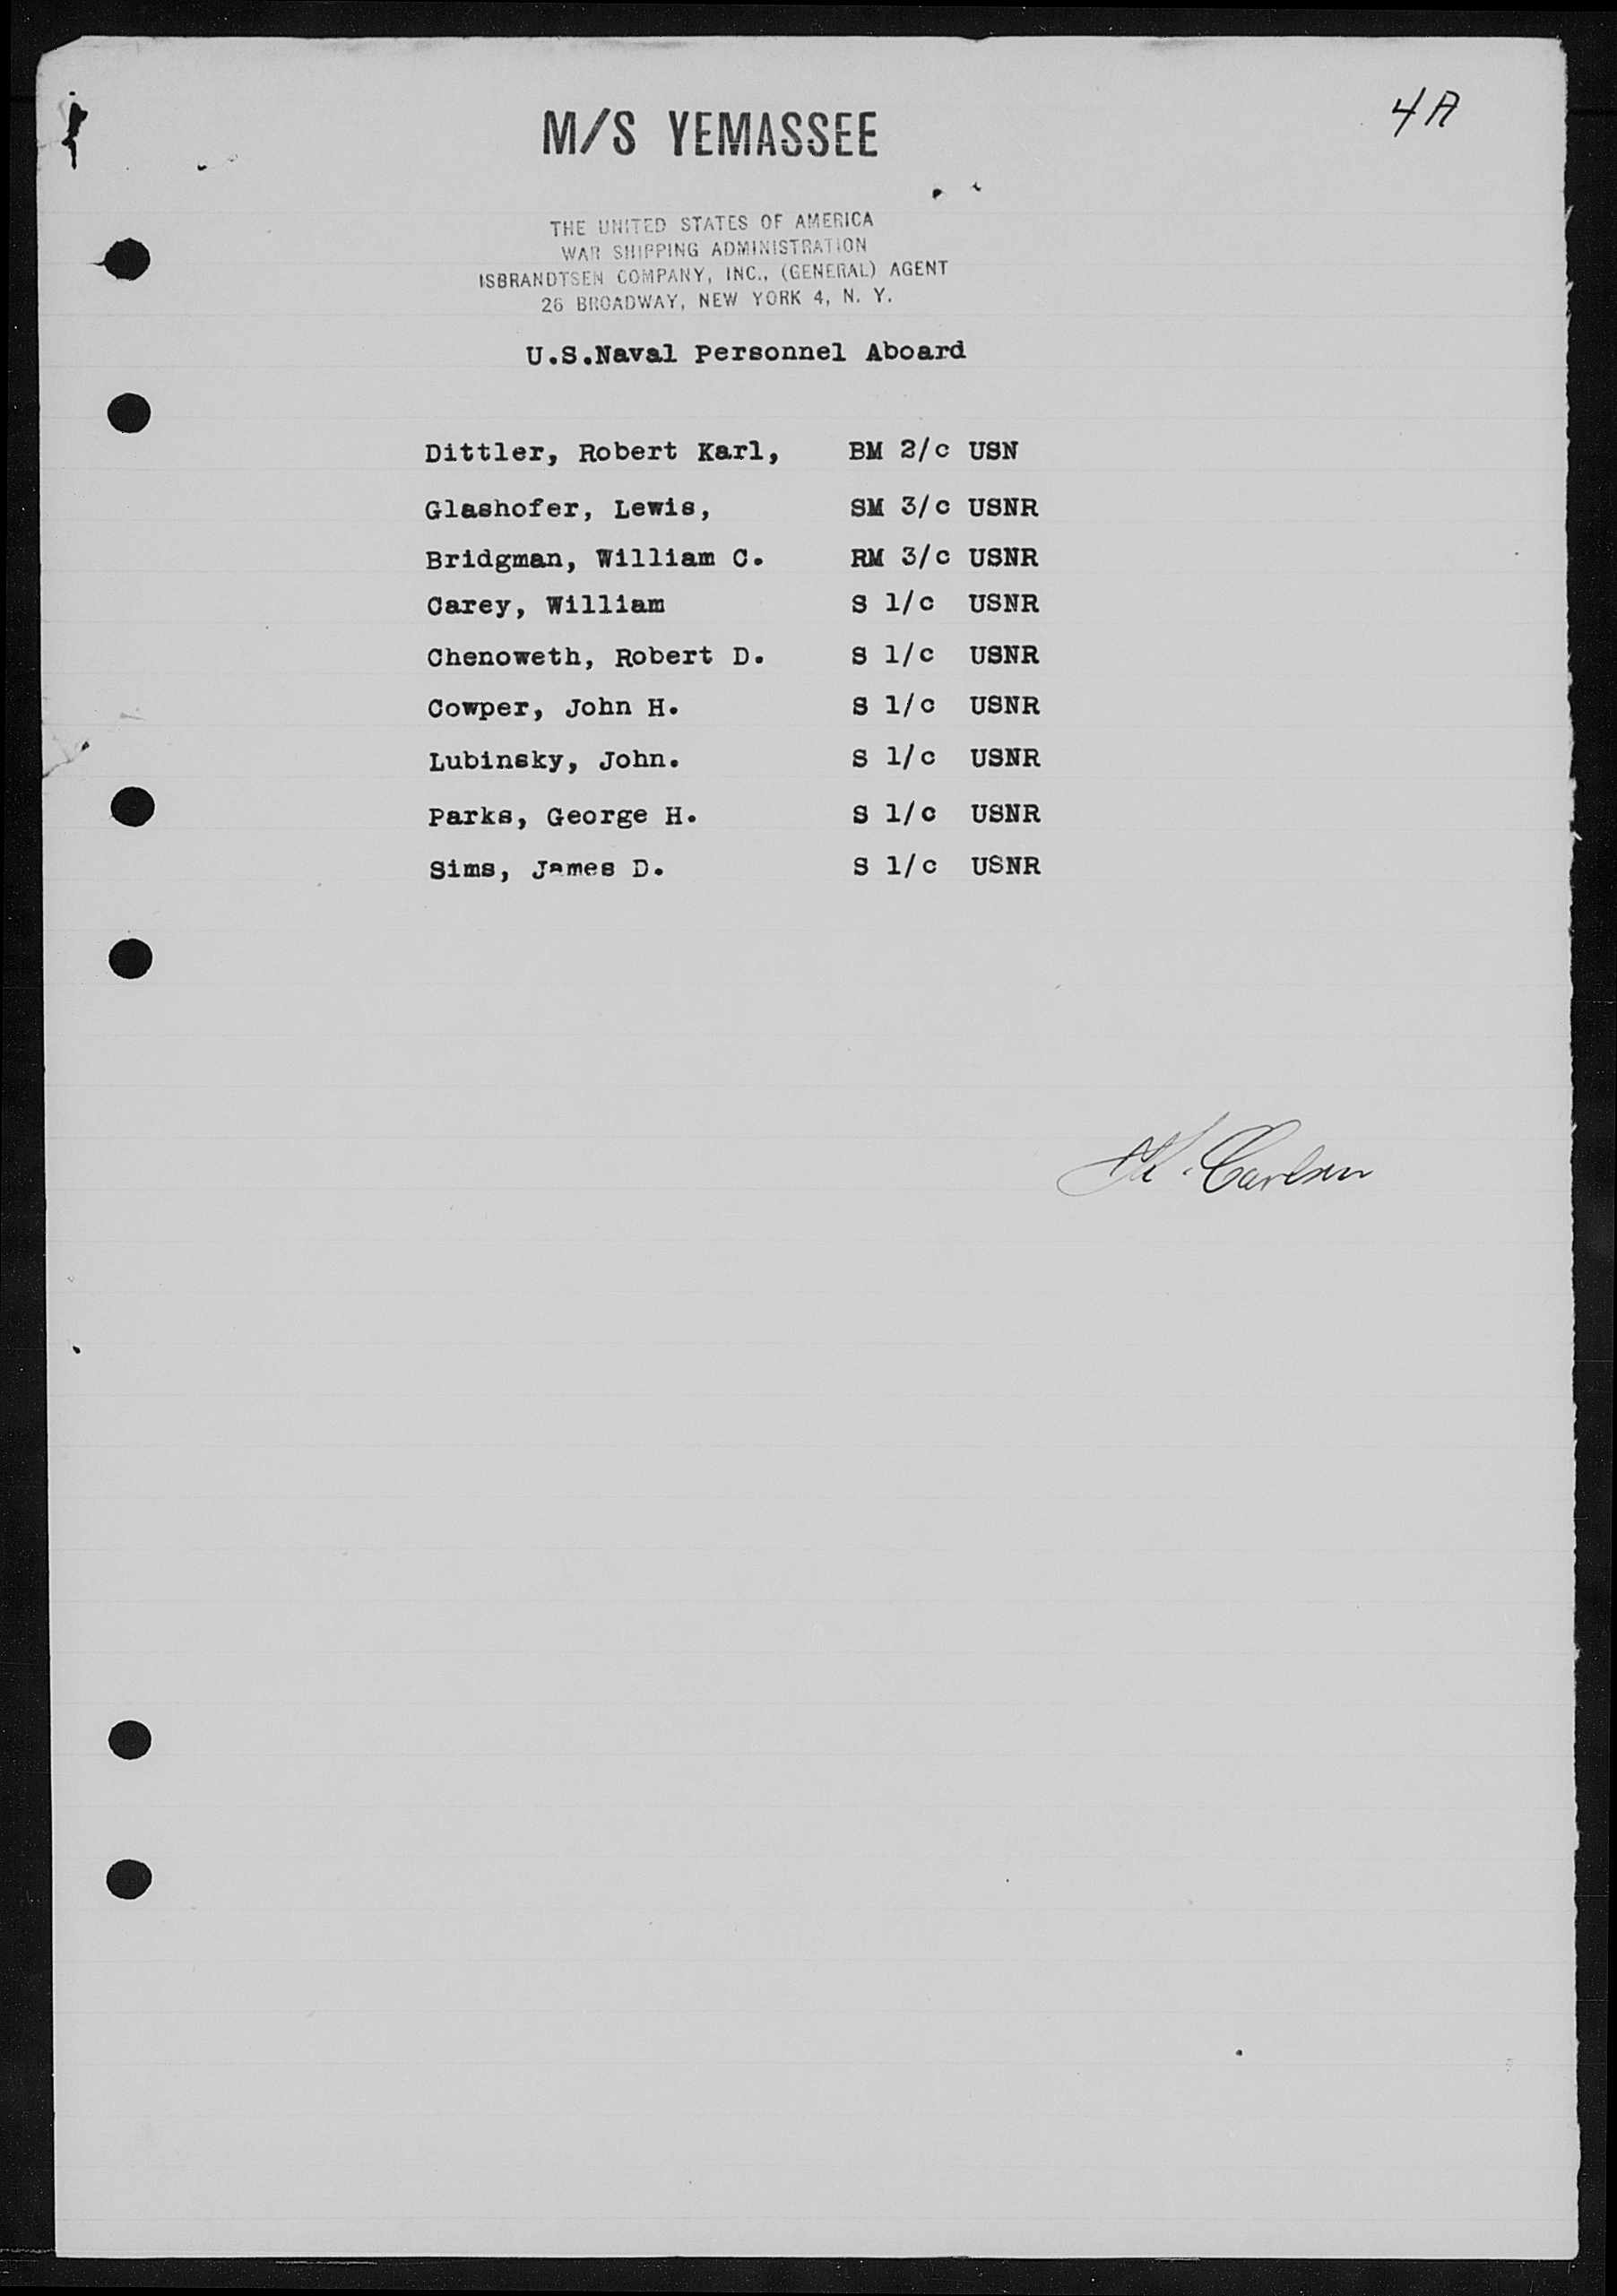 4A
M/S YEMASSEE
THE UNITED STATES OF AMERICA
WAR SHIPPING ADMINISTRATION
ISBRANDTSEN COMPANY, INC., (GENERAL) AGENT
26 BROADWAY, NEW YORK 4, N. Y.
U.S.Naval Personnel Aboard
Dittler, Robert Karl, BM 2/c USN
Glashofer, Lewis, SM 3/c USNR
Bridgman, William C. RM 3/c USNR
Carey, William S 1/c USNR
Chenoweth, Robert D. S 1/c USNR
Cowper, John H. S 1/c USNR
Lubinsky, John. S 1/c USNR
Parks, George H. S 1/c USNR
Sims, James D. S 1/c USNR
Carlsen